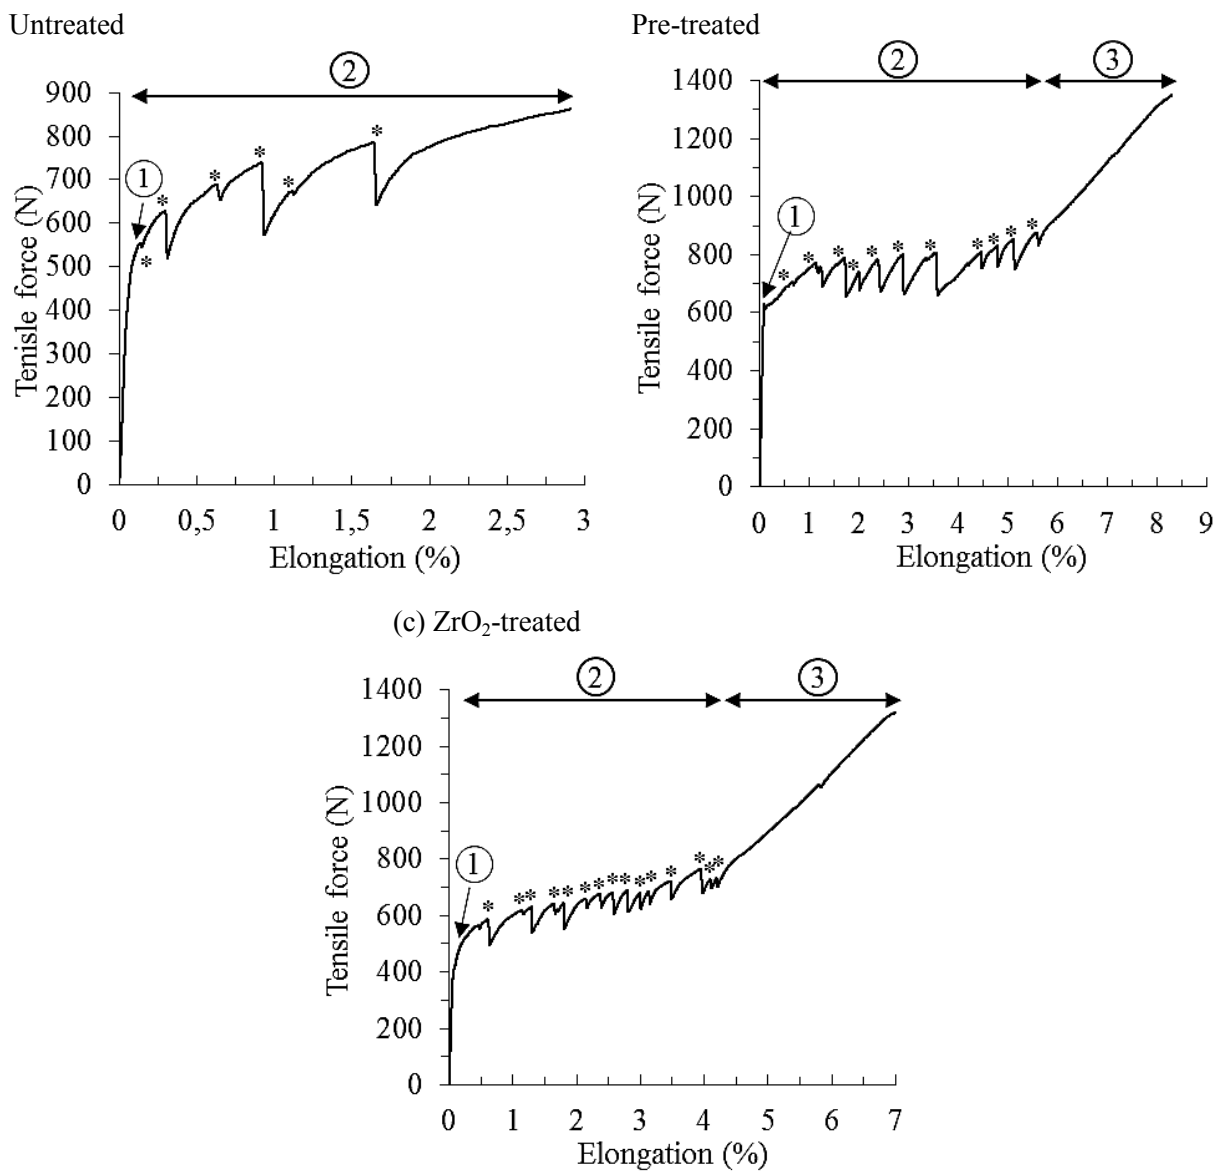 Untreated
②
900
800
700
600
500
400
300
200
100
0
Tenisle force (N)
①
* * * * * *
0 0,5 1 1,5 2 2,5 3
Elongation (%)
Pre-treated
② ③
1400
1200
1000
800
600
400
200
0
Tensile force (N)
①
* * * * * * * * * * *
0 1 2 3 4 5 6 7 8 9
Elongation (%)
(c) ZrO₂-treated
② ③
1400
1200
1000
800
600
400
200
0
Tensile force (N)
①
* * * * * * * * * * * * * * *
0 1 2 3 4 5 6 7
Elongation (%)